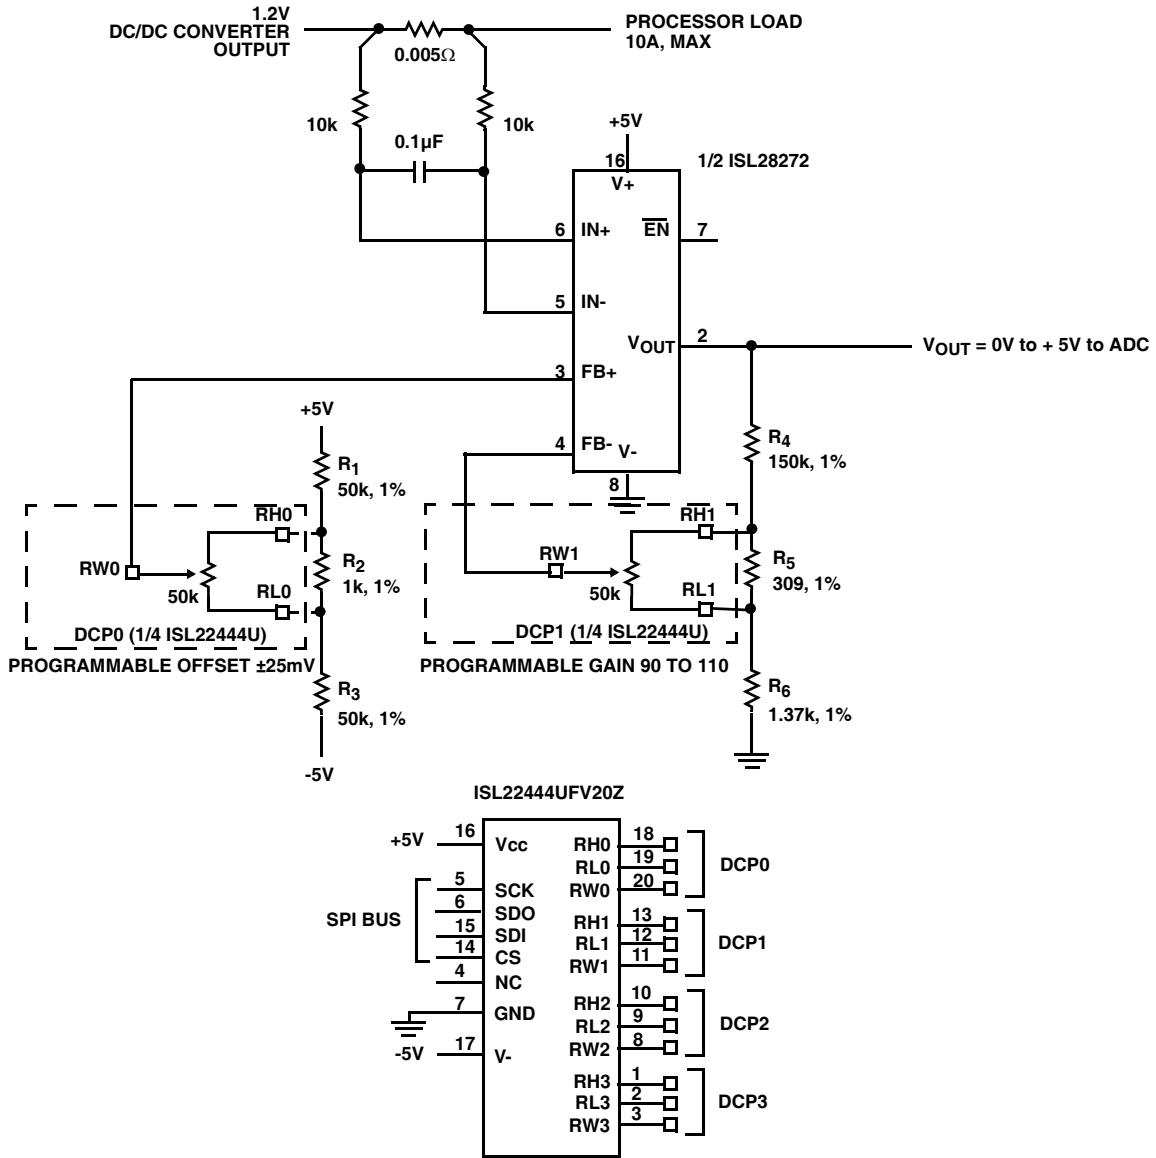 1.2V
DC/DC CONVERTER
OUTPUT
PROCESSOR LOAD
10A, MAX
0.005Ω
10k
10k
0.1µF
+5V
16
V+
1/2 ISL28272
6
IN+
EN
7
5
IN-
VOUT
2
VOUT = 0V to + 5V to ADC
3
FB+
+5V
4
FB-
V-
8
R4
150k, 1%
R1
50k, 1%
RH0
RH1
RW0
50k
R2
1k, 1%
RW1
50k
R5
309, 1%
RL0
RL1
DCP0 (1/4 ISL22444U)
DCP1 (1/4 ISL22444U)
PROGRAMMABLE OFFSET ±25mV
PROGRAMMABLE GAIN 90 TO 110
R3
50k, 1%
R6
1.37k, 1%
-5V
ISL22444UFV20Z
+5V
16
Vcc
RH0
18
RL0
19
RW0
20
DCP0
SPI BUS
5
SCK
6
SDO
15
SDI
14
CS
4
NC
7
GND
-5V
17
V-
RH1
13
RL1
12
RW1
11
DCP1
RH2
10
RL2
9
RW2
8
DCP2
RH3
1
RL3
2
RW3
3
DCP3